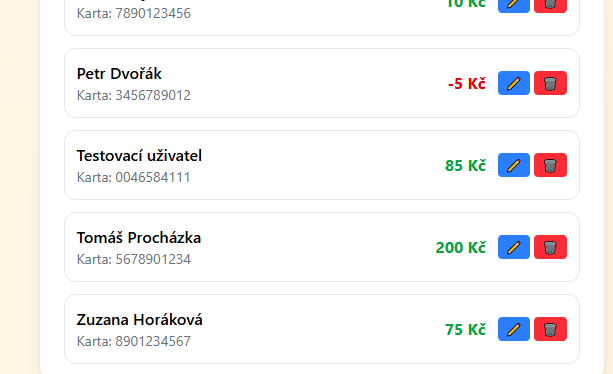 10 Kč
Karta: 7890123456
Petr Dvořák
-5 Kč
Karta: 3456789012
Testovací uživatel
85 Kč
Karta: 0046584111
Tomáš Procházka
200 Kč
Karta: 5678901234
Zuzana Horáková
75 Kč
Karta: 8901234567